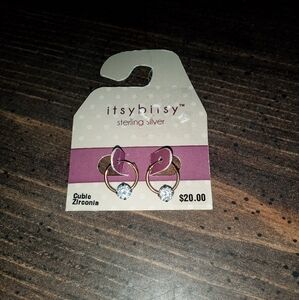 itsybitsy™
sterling silver
Cubic
Zirconia
$20.00